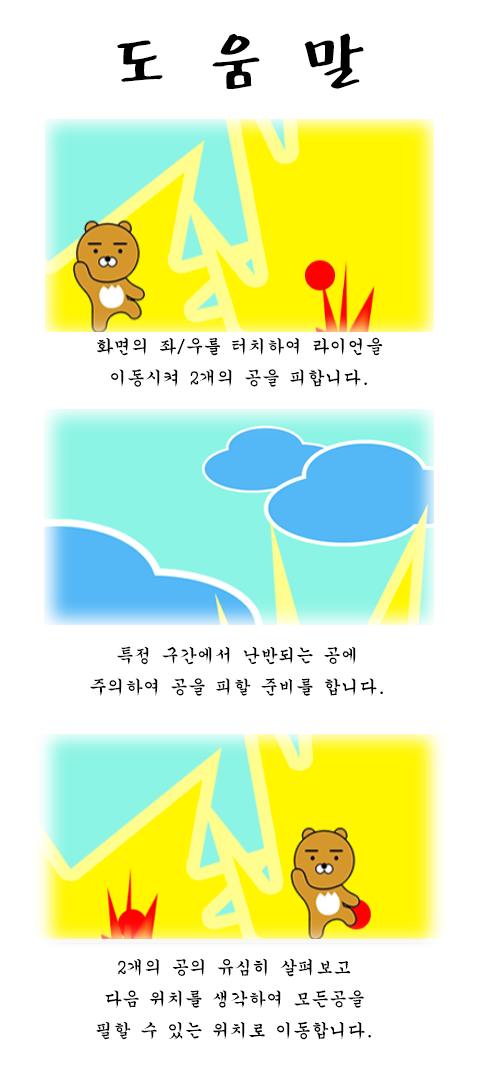 도 움 말
화면의 좌/우를 터치하여 라이언을
이동시켜 2개의 공을 피합니다.
특정 구간에서 난반되는 공에
주의하여 공을 피할 준비를 합니다.
2개의 공의 유심히 살펴보고
다음 위치를 생각하여 모든공을
필할 수 있는 위치로 이동합니다.